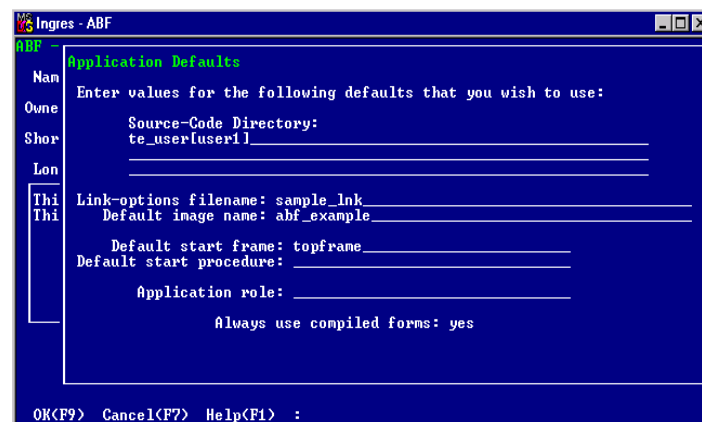 Ingres - ABF
ABF -
Application Defaults
Nam
Enter values for the following defaults that you wish to use:
Owne
Source-Code Directory:
Shor
te_user[user1]
Lon
Thi
Link-options filename: sample_lnk
Thi
Default image name: abf_example
Default start frame: topframe
Default start procedure:
Application role:
Always use compiled forms: yes
OK(F9) Cancel(F7) Help(F1) :